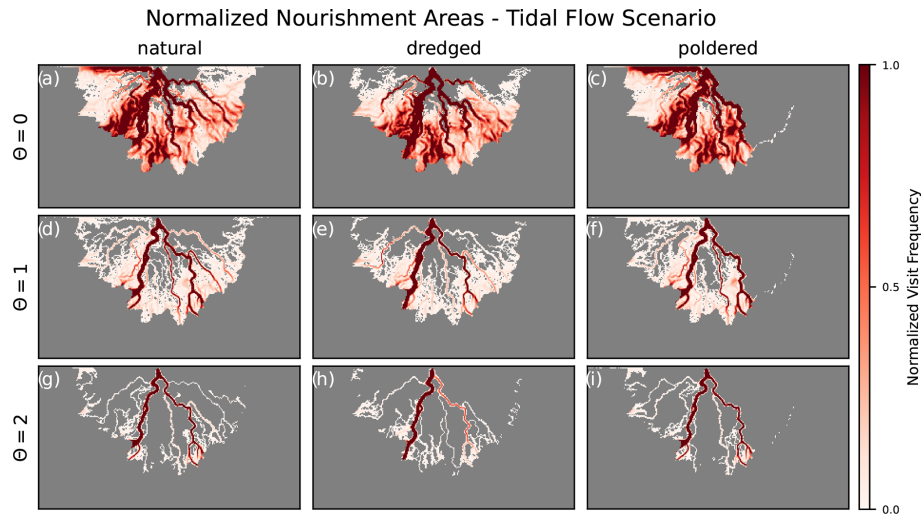 Normalized Nourishment Areas - Tidal Flow Scenario
natural
dredged
poldered
(a)
(b)
(c)
1.0
Θ = 0
(d)
(e)
(f)
Θ = 1
0.5
Normalized Visit Frequency
(g)
(h)
(i)
Θ = 2
0.0